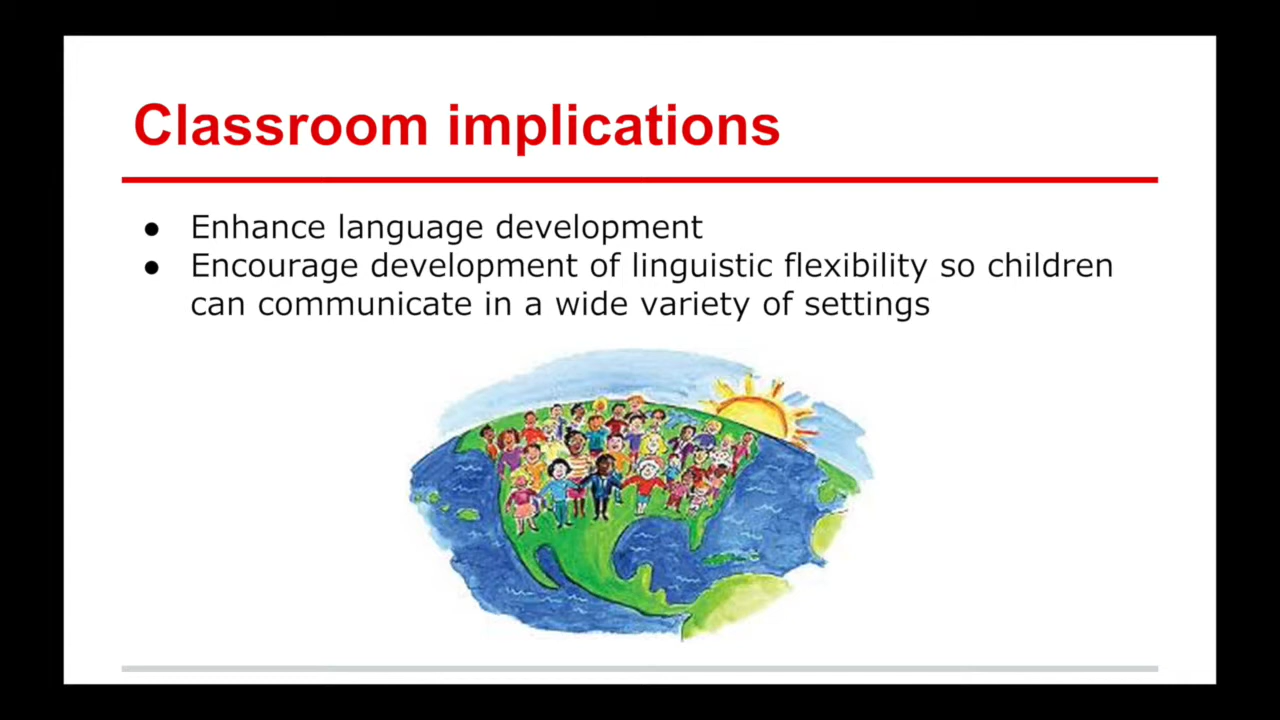 Classroom implications
● Enhance language development
● Encourage development of linguistic flexibility so children
can communicate in a wide variety of settings